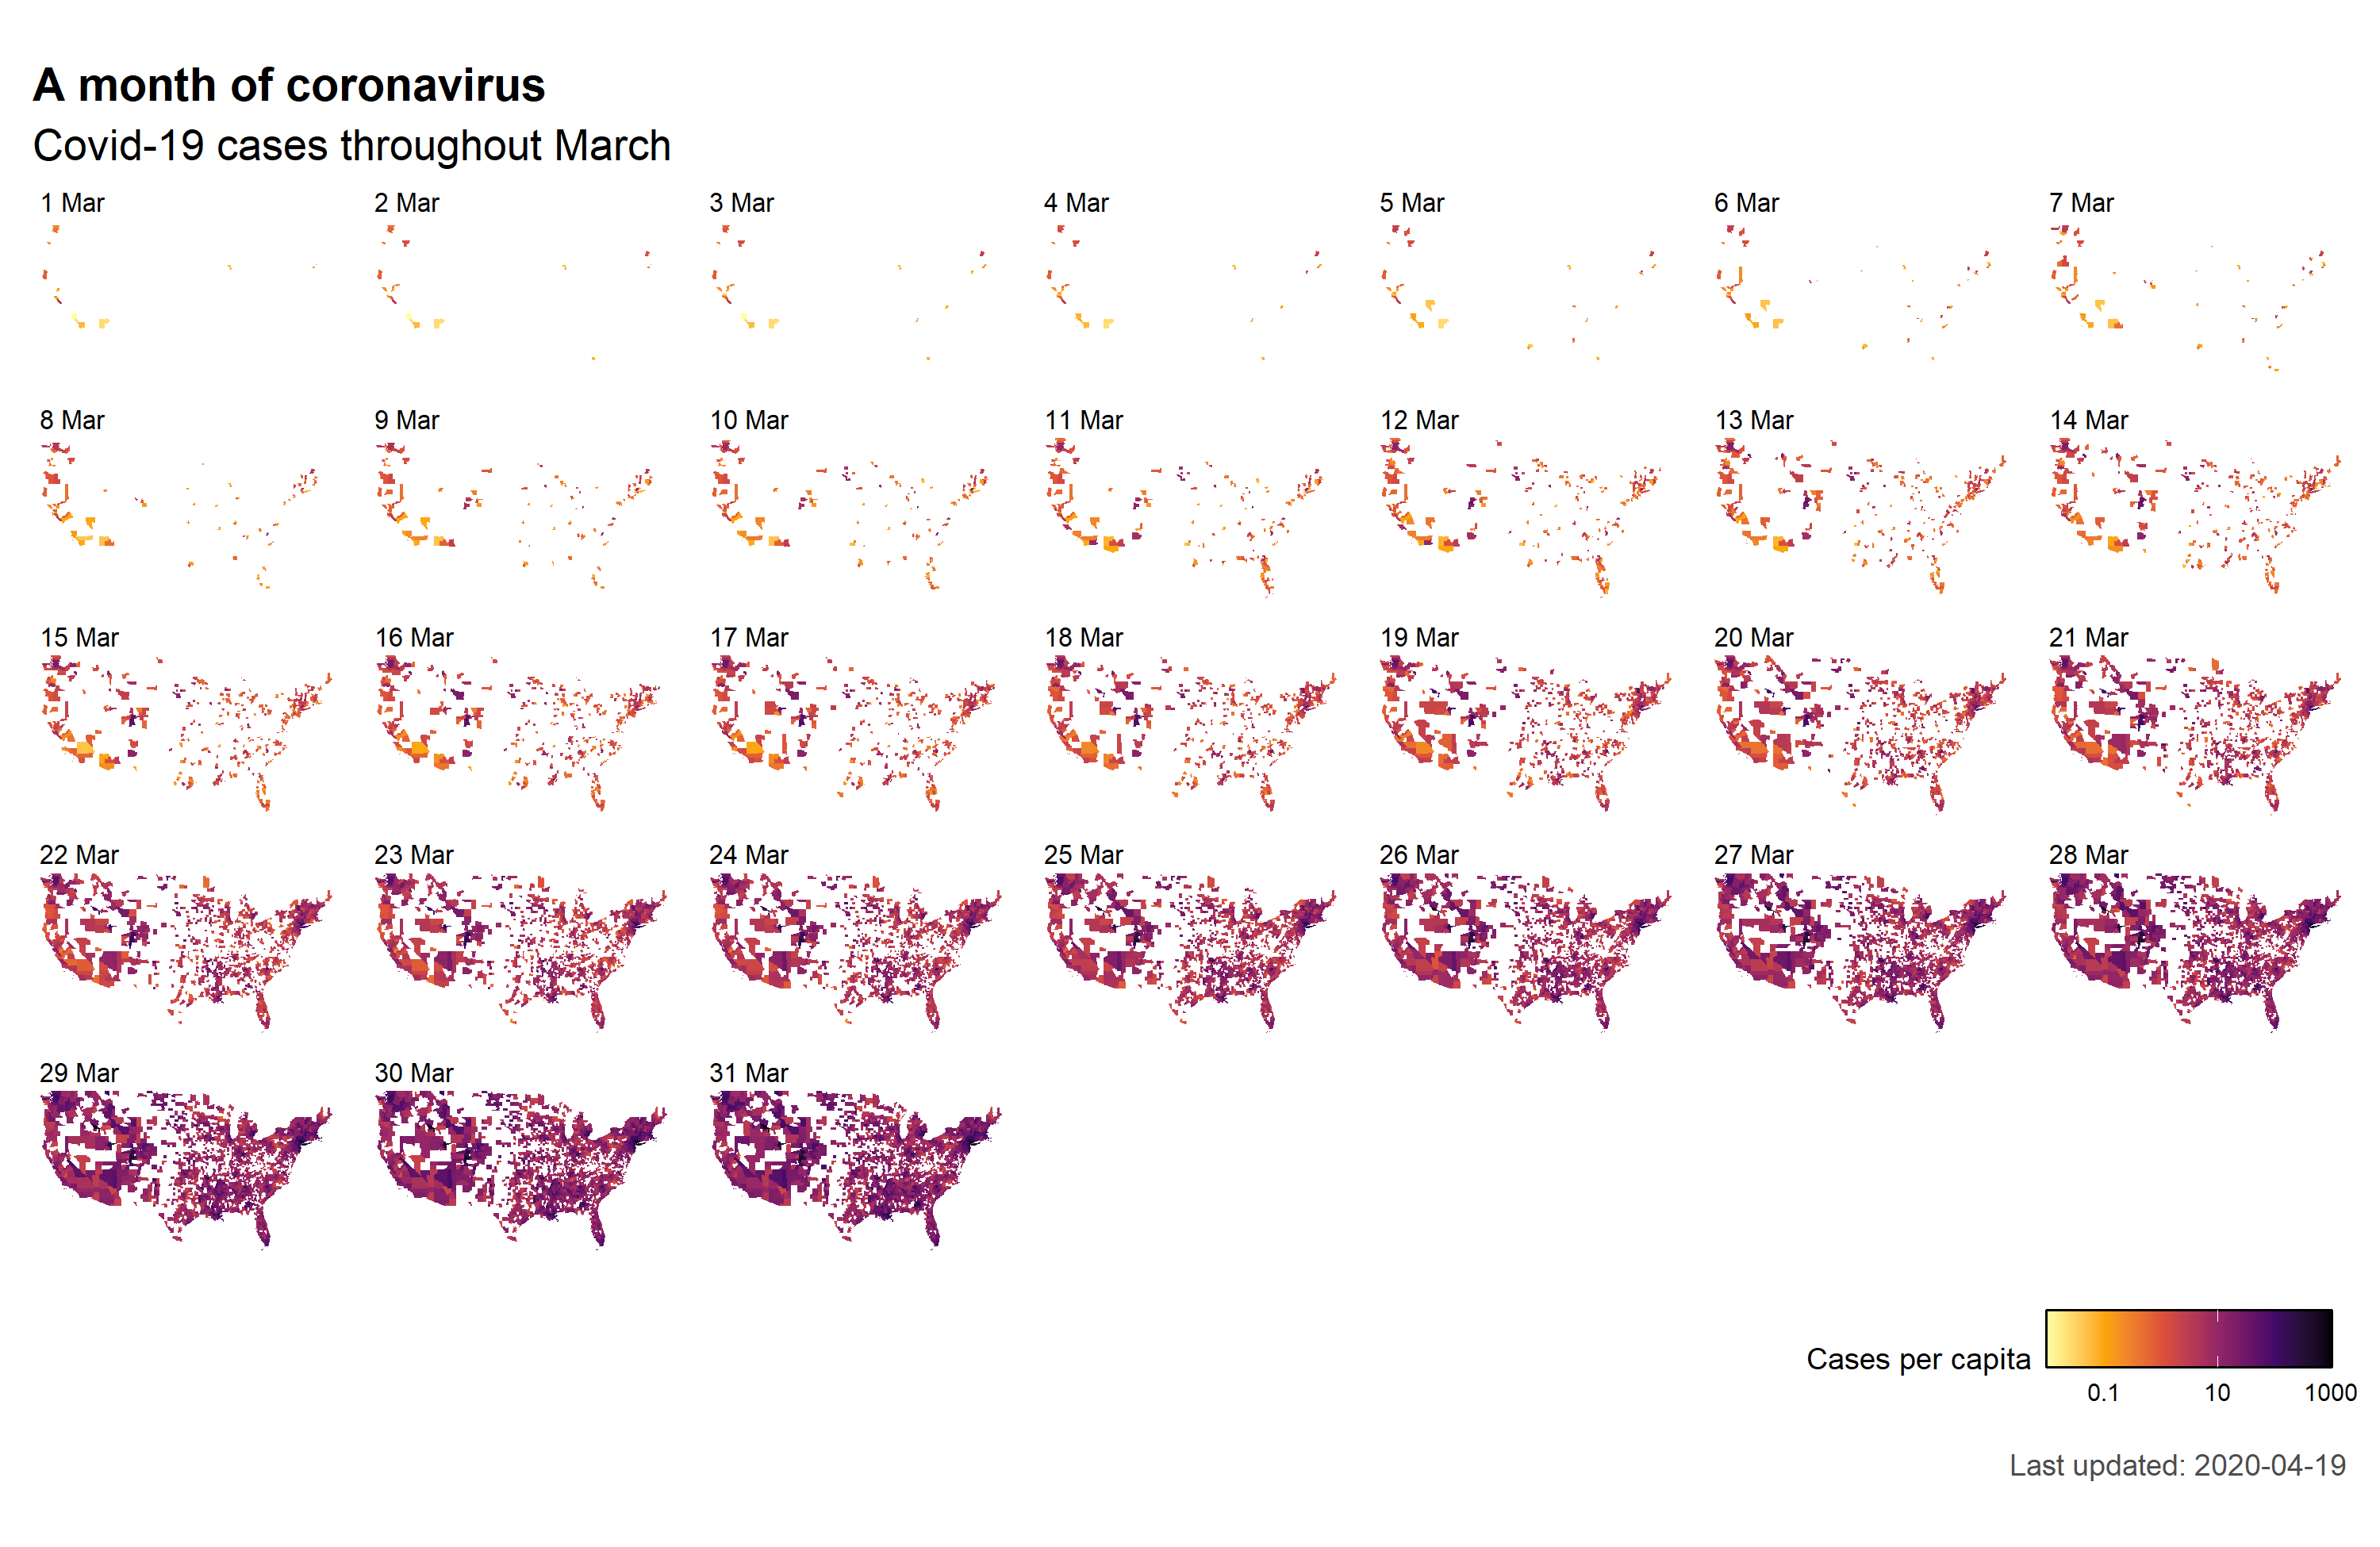 A month of coronavirus
Covid-19 cases throughout March
1 Mar
2 Mar
3 Mar
4 Mar
5 Mar
6 Mar
7 Mar
8 Mar
9 Mar
10 Mar
11 Mar
12 Mar
13 Mar
14 Mar
15 Mar
16 Mar
17 Mar
18 Mar
19 Mar
20 Mar
21 Mar
22 Mar
23 Mar
24 Mar
25 Mar
26 Mar
27 Mar
28 Mar
29 Mar
30 Mar
31 Mar
Cases per capita
0.1
10
1000
Last updated: 2020-04-19